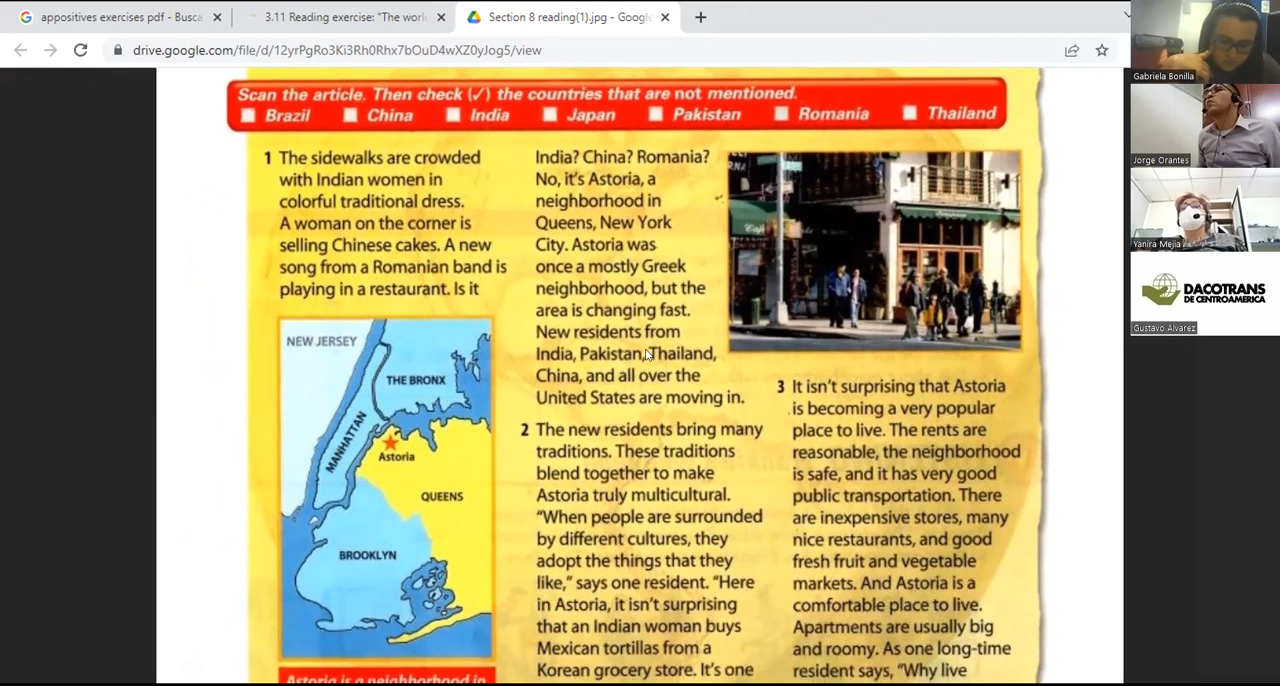 appositives exercises pdf - Busca
3.11 Reading exercise: "The worl
Section 8 reading(1).jpg - Google
drive.google.com/file/d/12yrPgRo3Ki3Rh0Rhx7bOuD4wXZ0yJog5/view
Scan the article. Then check (✓) the countries that are not mentioned.
Brazil China India Japan Pakistan Romania Thailand
1 The sidewalks are crowded
with Indian women in
colorful traditional dress.
A woman on the corner is
selling Chinese cakes. A new
song from a Romanian band is
playing in a restaurant. Is it
NEW JERSEY
THE BRONX
MANHATTAN
Astoria
QUEENS
BROOKLYN
Astoria is a neighborhood in
India? China? Romania?
No, it's Astoria, a
neighborhood in
Queens, New York
City. Astoria was
once a mostly Greek
neighborhood, but the
area is changing fast.
New residents from
India, Pakistan, Thailand,
China, and all over the
United States are moving in.
2 The new residents bring many
traditions. These traditions
blend together to make
Astoria truly multicultural.
"When people are surrounded
by different cultures, they
adopt the things that they
like," says one resident. "Here
in Astoria, it isn't surprising
that an Indian woman buys
Mexican tortillas from a
Korean grocery store. It's one
3 It isn't surprising that Astoria
is becoming a very popular
place to live. The rents are
reasonable, the neighborhood
is safe, and it has very good
public transportation. There
are inexpensive stores, many
nice restaurants, and good
fresh fruit and vegetable
markets. And Astoria is a
comfortable place to live.
Apartments are usually big
and roomy. As one long-time
resident says, "Why live
Gabriela Bonilla
Jorge Orantes
Yanira Mejia
DACOTRANS
DE CENTROAMERICA
Gustavo Alvarez